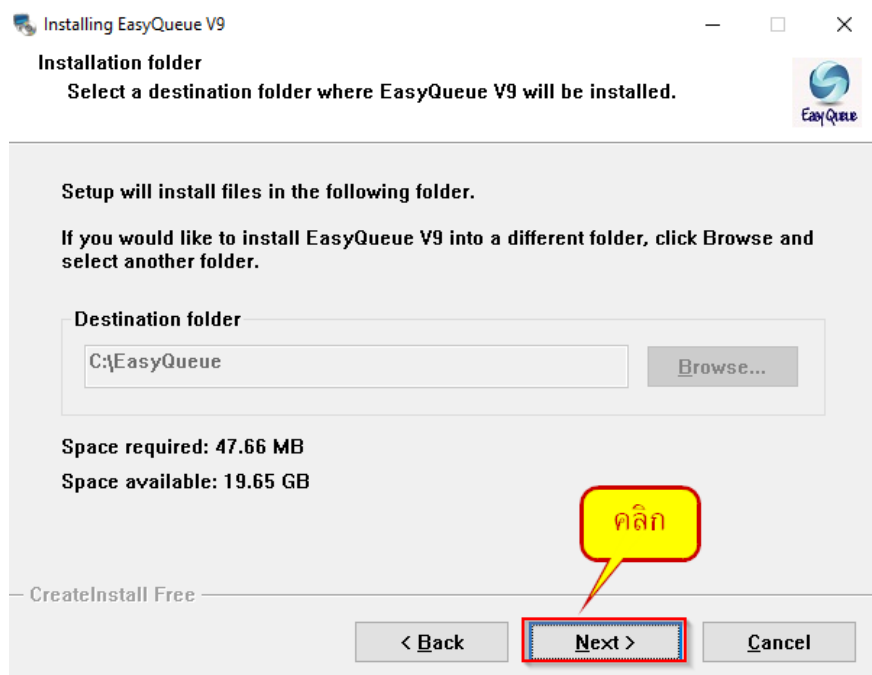 Installing EasyQueue V9
Installation folder
Select a destination folder where EasyQueue V9 will be installed.
Easy Queue
Setup will install files in the following folder.
If you would like to install EasyQueue V9 into a different folder, click Browse and
select another folder.
Destination folder
C:\EasyQueue
Browse...
Space required: 47.66 MB
Space available: 19.65 GB
คลิก
CreateInstall Free
< Back
Next >
Cancel